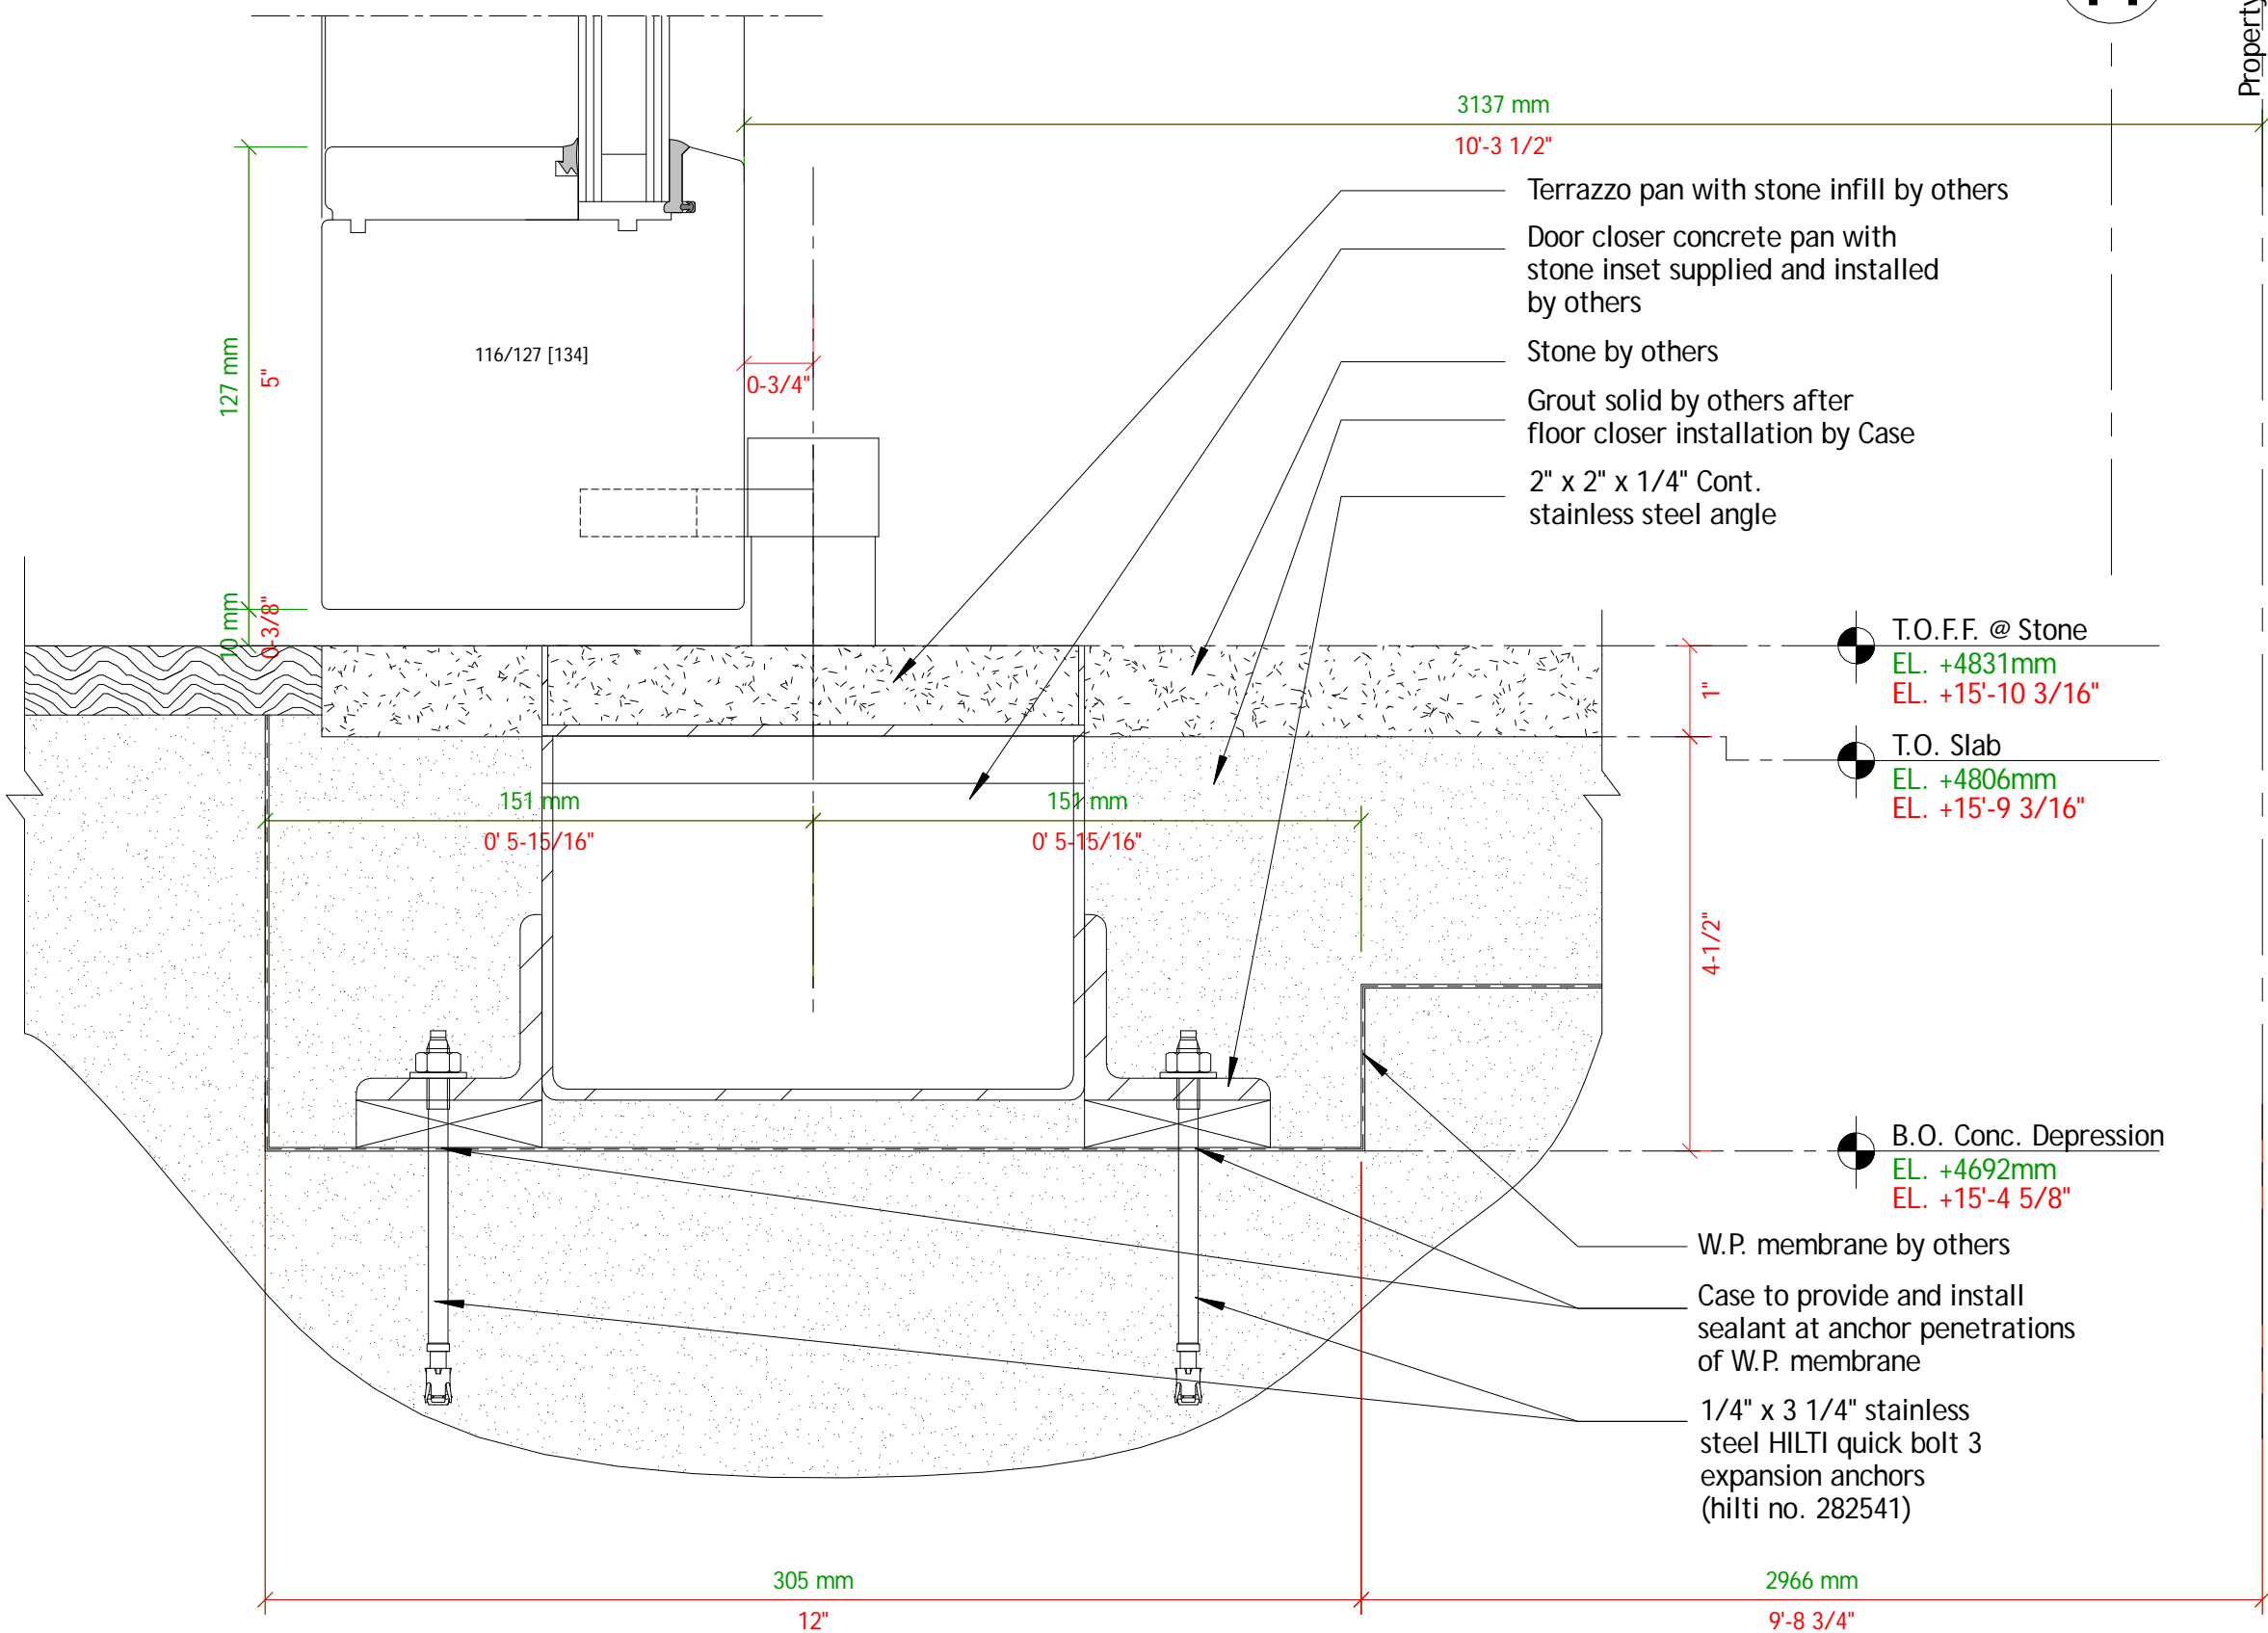 Property
3137 mm
10'-3 1/2"
Terrazzo pan with stone infill by others
Door closer concrete pan with
stone inset supplied and installed
by others
Stone by others
Grout solid by others after
floor closer installation by Case
2" x 2" x 1/4" Cont.
stainless steel angle
116/127 [134]
127 mm
5"
0-3/4"
10 mm
0-3/8"
T.O.F.F. @ Stone
EL. +4831mm
EL. +15'-10 3/16"
1"
T.O. Slab
EL. +4806mm
EL. +15'-9 3/16"
151 mm
0' 5-15/16"
151 mm
0' 5-15/16"
4-1/2"
B.O. Conc. Depression
EL. +4692mm
EL. +15'-4 5/8"
W.P. membrane by others
Case to provide and install
sealant at anchor penetrations
of W.P. membrane
1/4" x 3 1/4" stainless
steel HILTI quick bolt 3
expansion anchors
(hilti no. 282541)
305 mm
12"
2966 mm
9'-8 3/4"